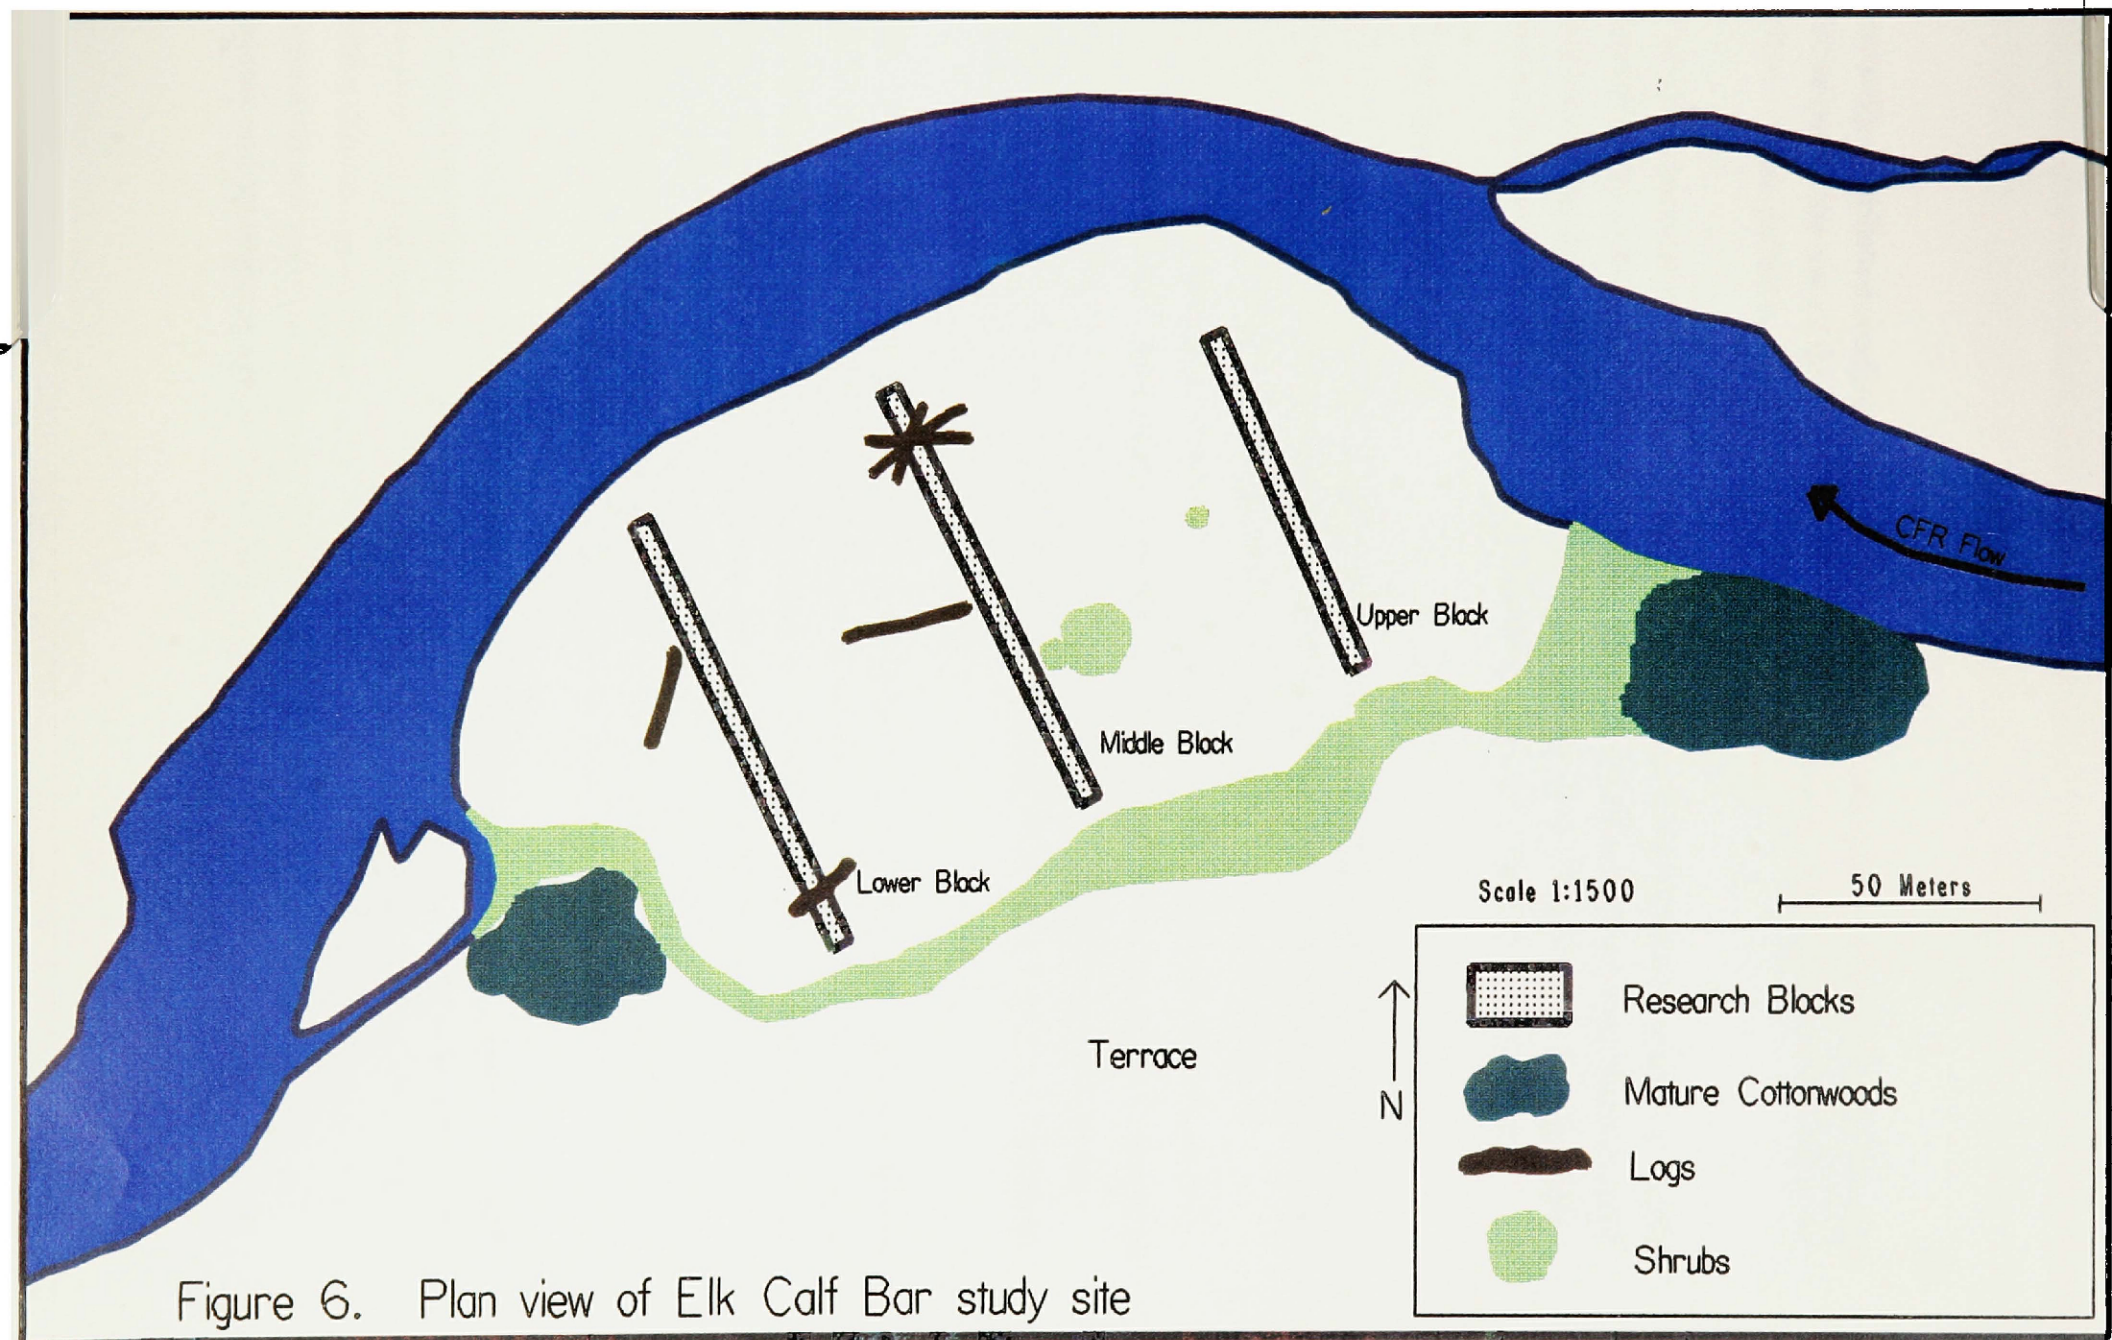 CFR Flow
Upper Block
Middle Block
Lower Block
Scale 1:1500
50 Meters
Research Blocks
Mature Cottonwoods
N
Terrace
Logs
Shrubs
Figure 6. Plan view of Elk Calf Bar study site